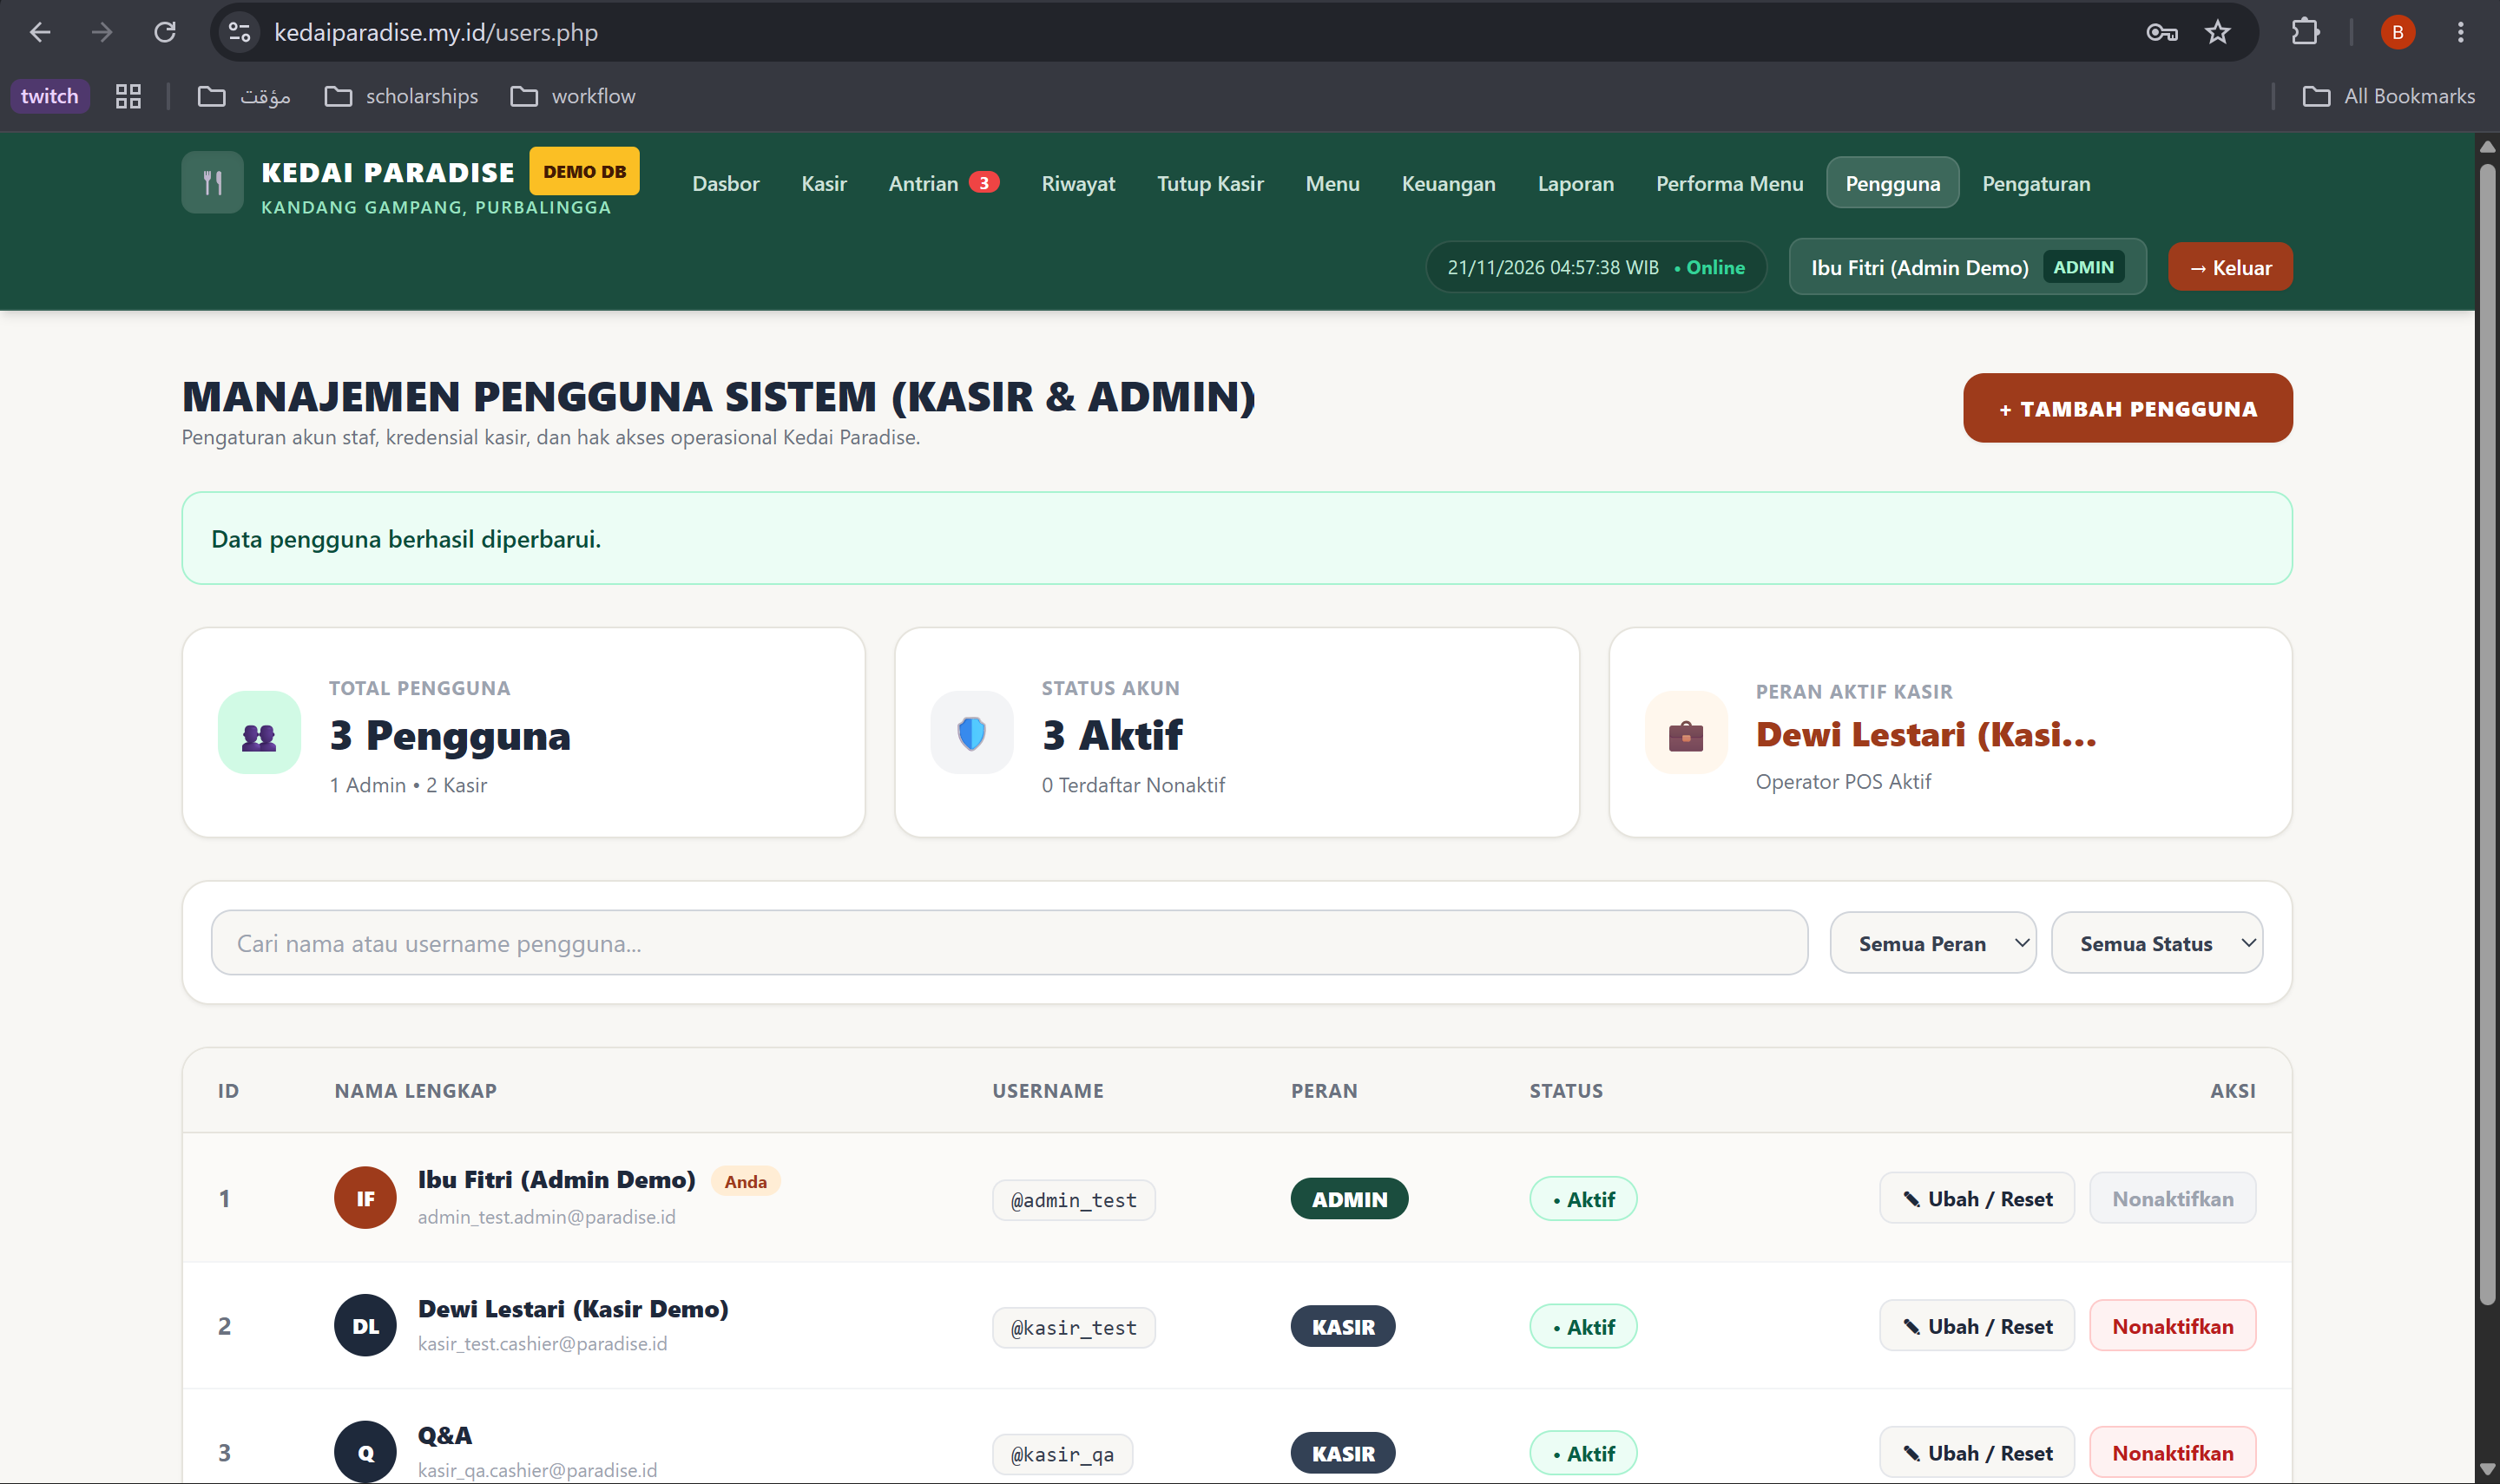 kedaiparadise.my.id/users.php
B
twitch
مؤقت
scholarships
workflow
All Bookmarks
KEDAI PARADISE
DEMO DB
KANDANG GAMPANG, PURBALINGGA
Dasbor
Kasir
Antrian 3
Riwayat
Tutup Kasir
Menu
Keuangan
Laporan
Performa Menu
Pengguna
Pengaturan
21/11/2026 04:57:38 WIB • Online
Ibu Fitri (Admin Demo) ADMIN
→ Keluar
MANAJEMEN PENGGUNA SISTEM (KASIR & ADMIN)
Pengaturan akun staf, kredensial kasir, dan hak akses operasional Kedai Paradise.
+ TAMBAH PENGGUNA
Data pengguna berhasil diperbarui.
TOTAL PENGGUNA
3 Pengguna
1 Admin • 2 Kasir
STATUS AKUN
3 Aktif
0 Terdaftar Nonaktif
PERAN AKTIF KASIR
Dewi Lestari (Kasi...
Operator POS Aktif
Cari nama atau username pengguna...
Semua Peran
Semua Status
ID NAMA LENGKAP USERNAME PERAN STATUS AKSI
1
IF
Ibu Fitri (Admin Demo) Anda
admin_test.admin@paradise.id
@admin_test
ADMIN
• Aktif
Ubah / Reset
Nonaktifkan
2
DL
Dewi Lestari (Kasir Demo)
kasir_test.cashier@paradise.id
@kasir_test
KASIR
• Aktif
Ubah / Reset
Nonaktifkan
3
Q
Q&A
kasir_qa.cashier@paradise.id
@kasir_qa
KASIR
• Aktif
Ubah / Reset
Nonaktifkan